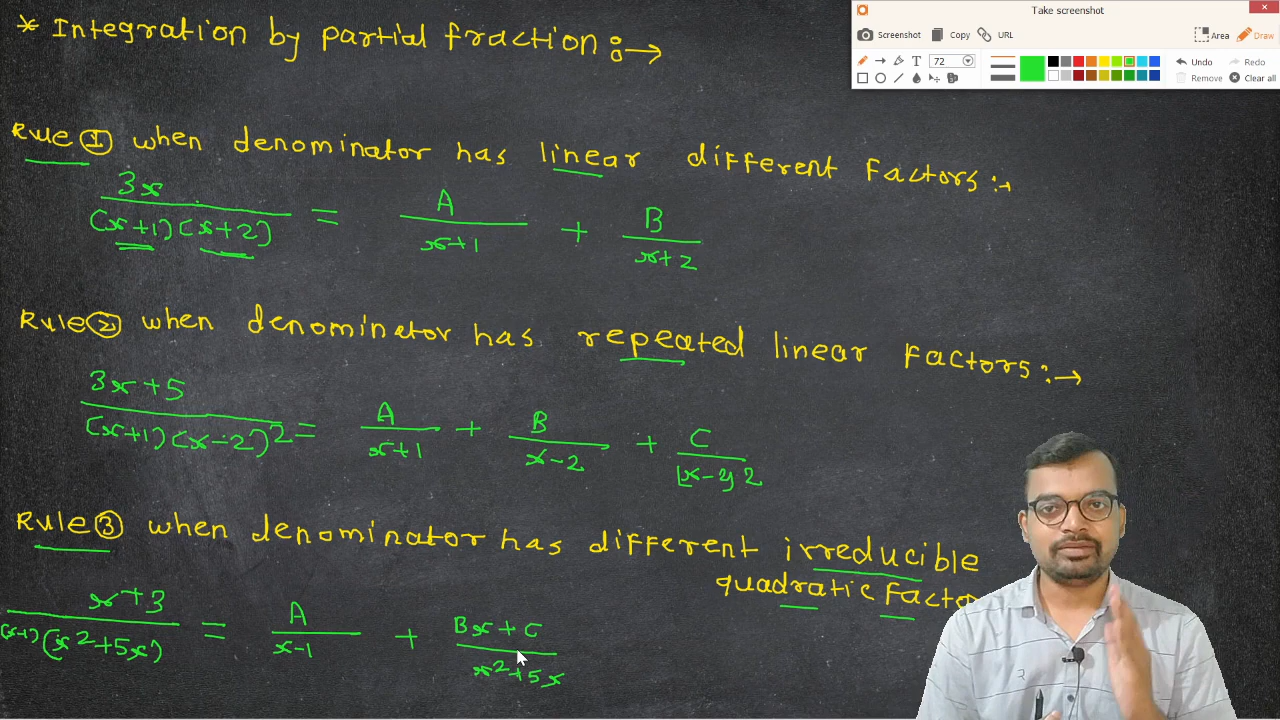 * Integration by partial fraction :→
Rule ① when denominator has linear different factors :→
3x / (x+1)(x+2) = A / x+1 + B / x+2
Rule ② when denominator has repeated linear factors :→
3x+5 / (x+1)(x-2)2 = A / x+1 + B / x-2 + C / (x-2)2
Rule ③ when denominator has different irreducible
quadratic factor
x+3 / (x-1)(x2+5x) = A / x-1 + Bx+C / x2+5x
Take screenshot
Screenshot Copy URL Area Draw
T 72 Undo Redo
Remove Clear all